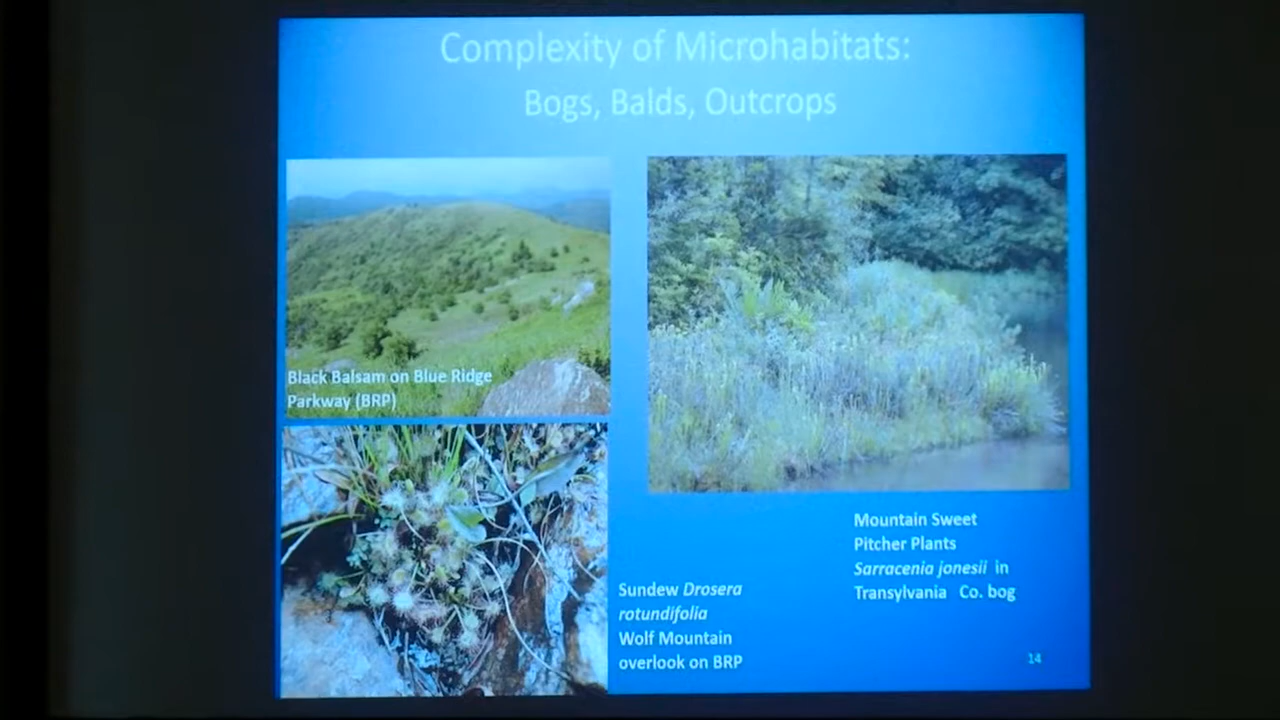 Complexity of Microhabitats:
Bogs, Balds, Outcrops
Black Balsam on Blue Ridge
Parkway (BRP)
Mountain Sweet
Pitcher Plants
Sarracenia jonesii in
Transylvania Co. bog
Sundew Drosera
rotundifolia
Wolf Mountain
overlook on BRP
14